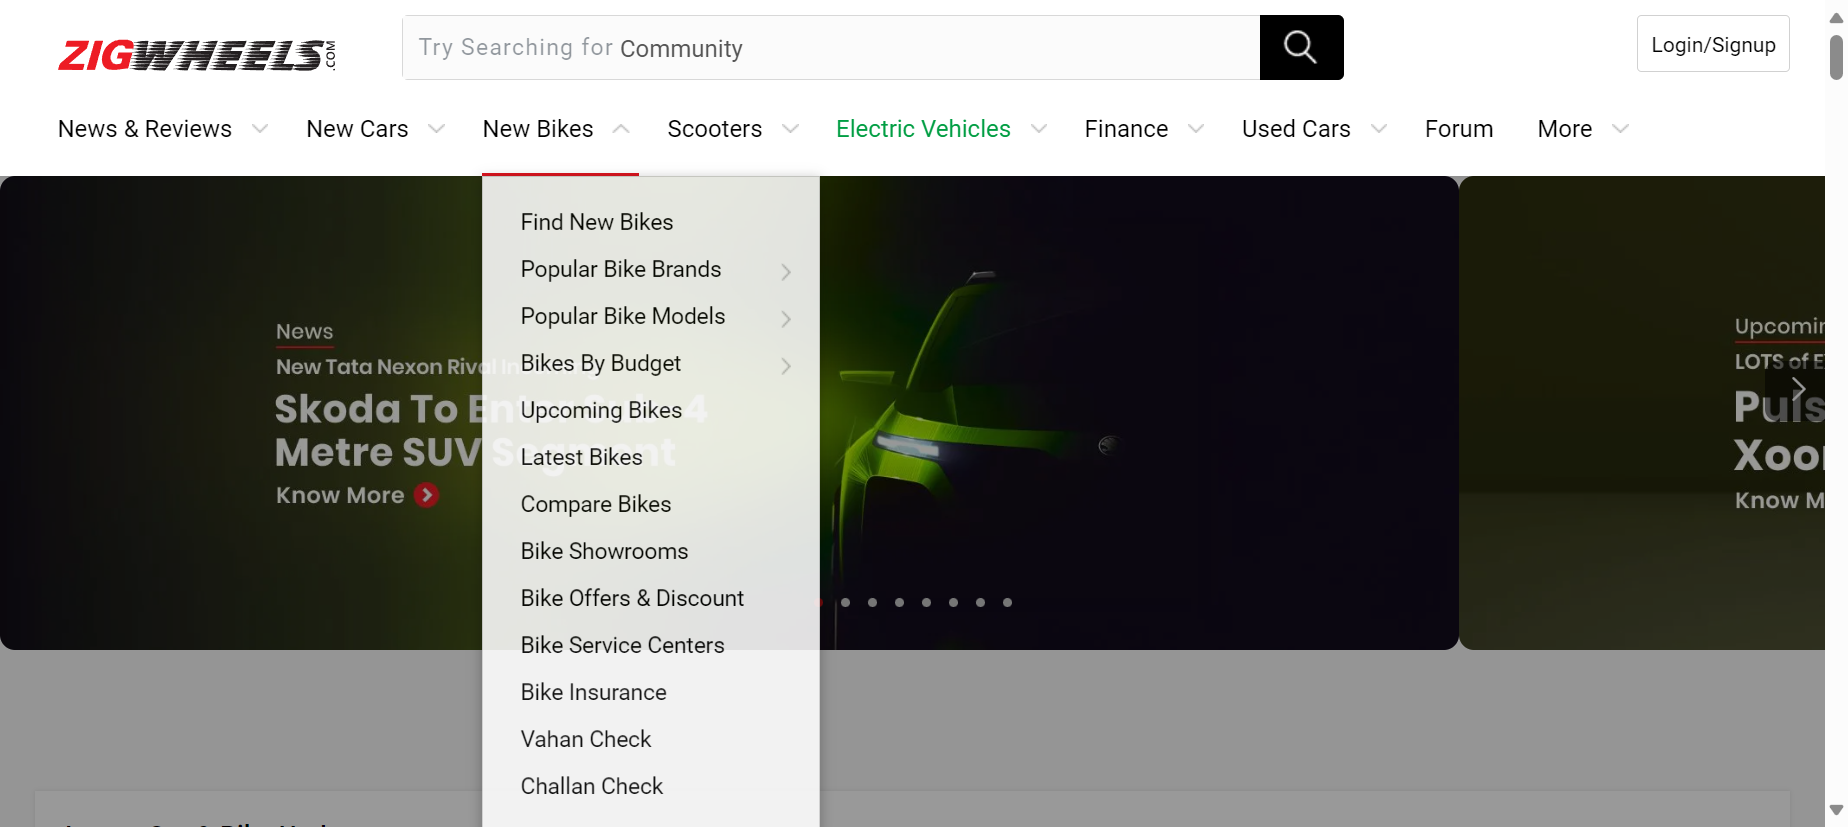 ZIGWHEELS.COM
Try Searching for Community
Login/Signup
News & Reviews
New Cars
New Bikes
Scooters
Electric Vehicles
Finance
Used Cars
Forum
More
Find New Bikes
Popular Bike Brands
Popular Bike Models
Bikes By Budget
Upcoming Bikes
Latest Bikes
Compare Bikes
Bike Showrooms
Bike Offers & Discount
Bike Service Centers
Bike Insurance
Vahan Check
Challan Check
News
New Tata Nexon Rival
Skoda To Enter Sub-4
Metre SUV Segment
Know More
Upcomin
LOTS of E
Puls
Xoo
Know M